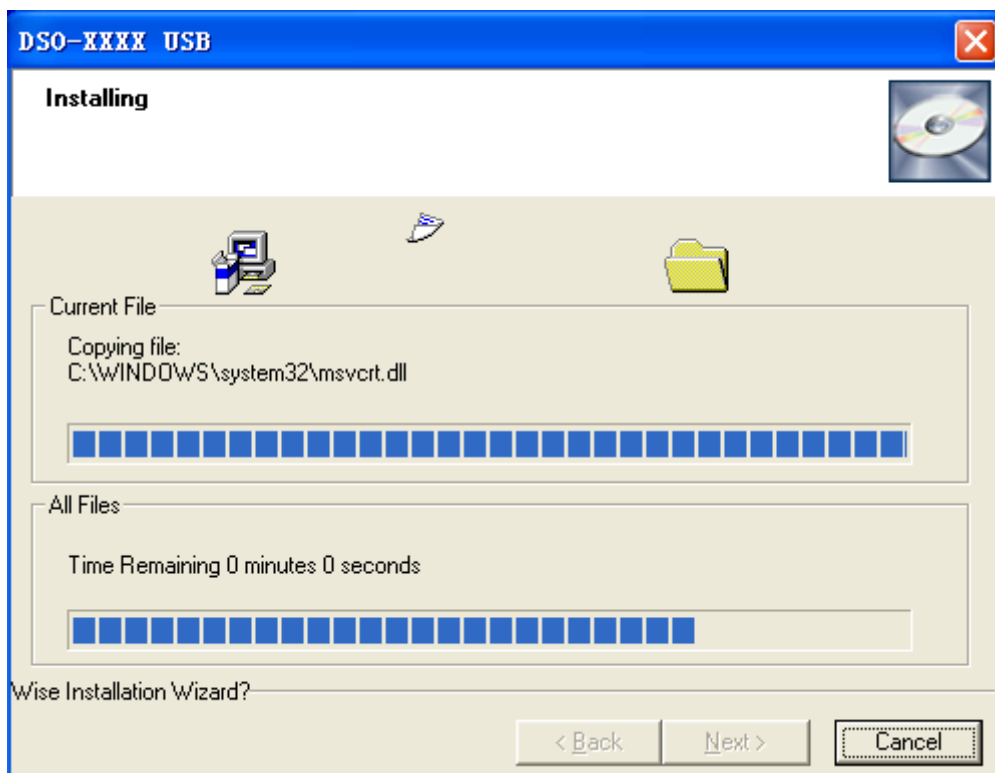 DSO-XXXX USB
Installing
Current File
Copying file:
C:\WINDOWS\system32\msvcrt.dll
All Files
Time Remaining 0 minutes 0 seconds
Wise Installation Wizard?
< Back Next > Cancel